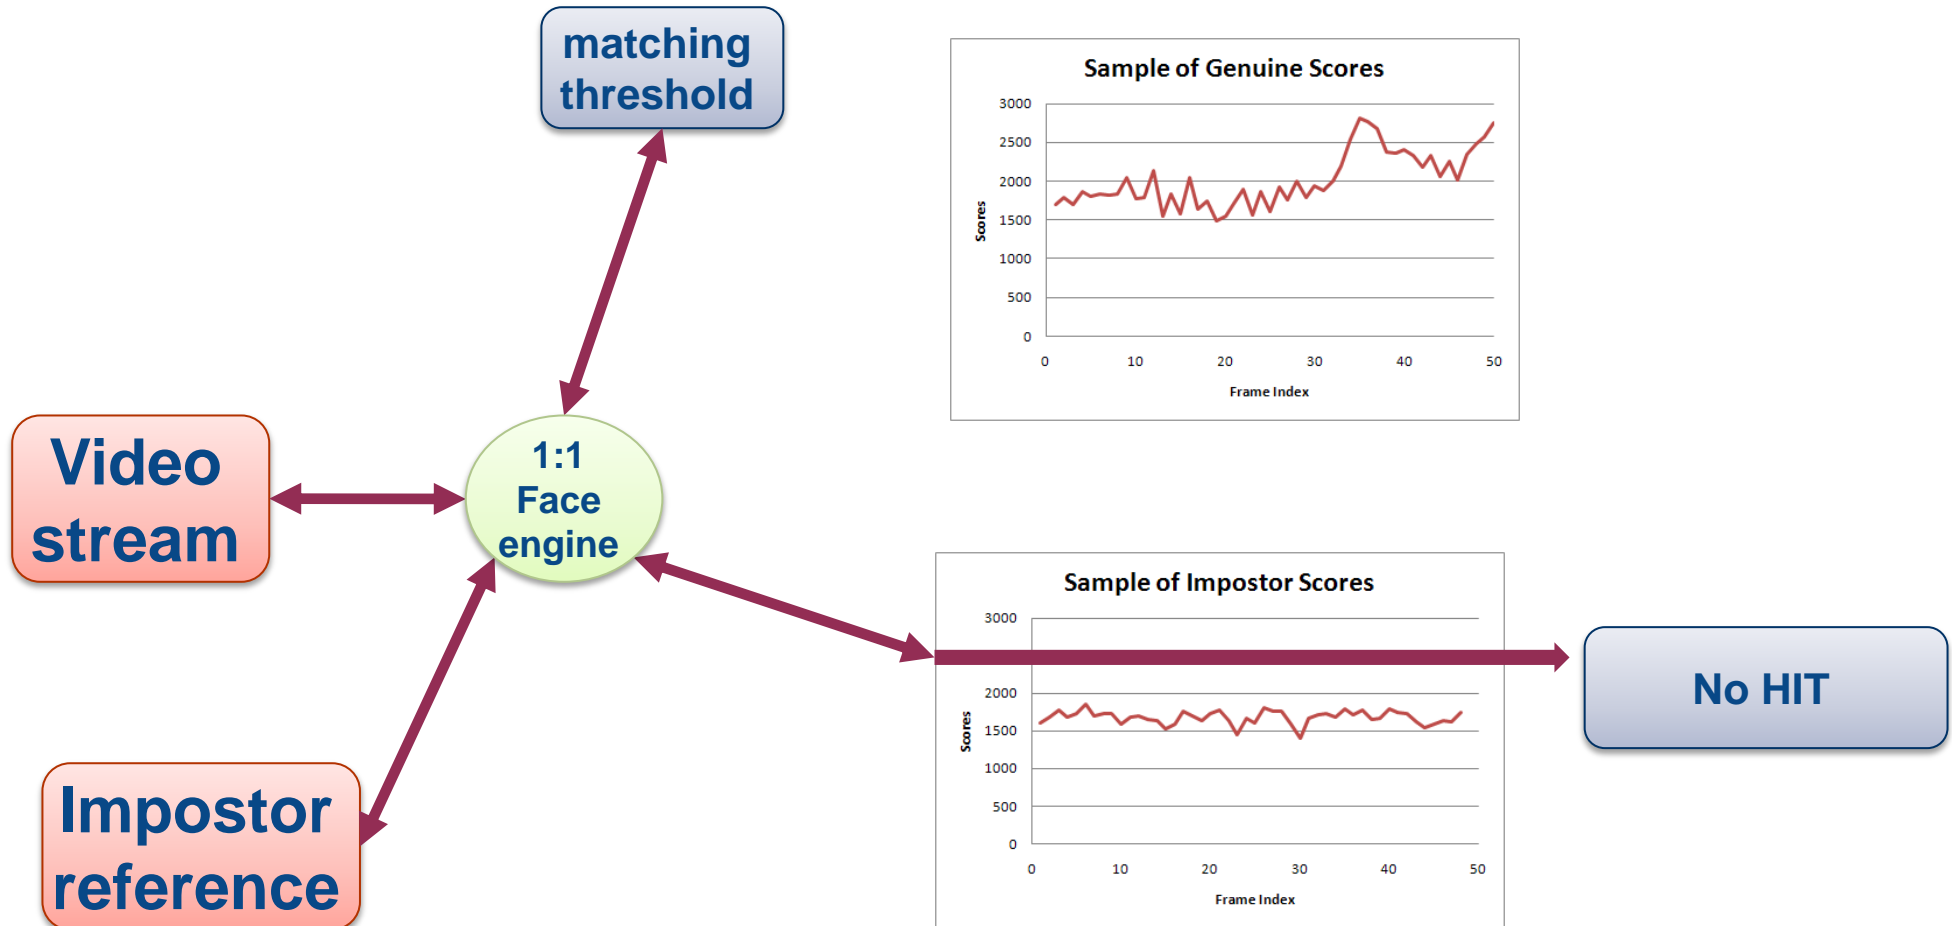 matching
threshold
Sample of Genuine Scores
3000
2500
2000
1500
1000
500
0
Scores
0 10 20 30 40 50
Frame Index
Video
stream
1:1
Face
engine
Sample of Impostor Scores
3000
2000
1500
1000
500
0
Scores
0 10 20 30 40 50
Frame Index
No HIT
Impostor
reference